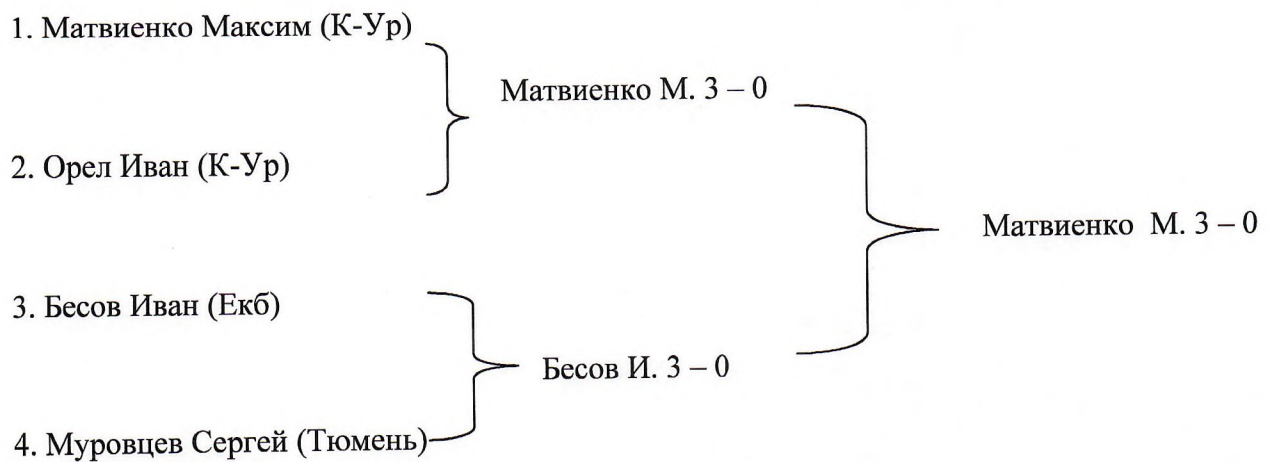 1. Матвиенко Максим (К-Ур)
Матвиенко М. 3 – 0
2. Орел Иван (К-Ур)
Матвиенко М. 3 – 0
3. Бесов Иван (Екб)
Бесов И. 3 – 0
4. Муровцев Сергей (Тюмень)